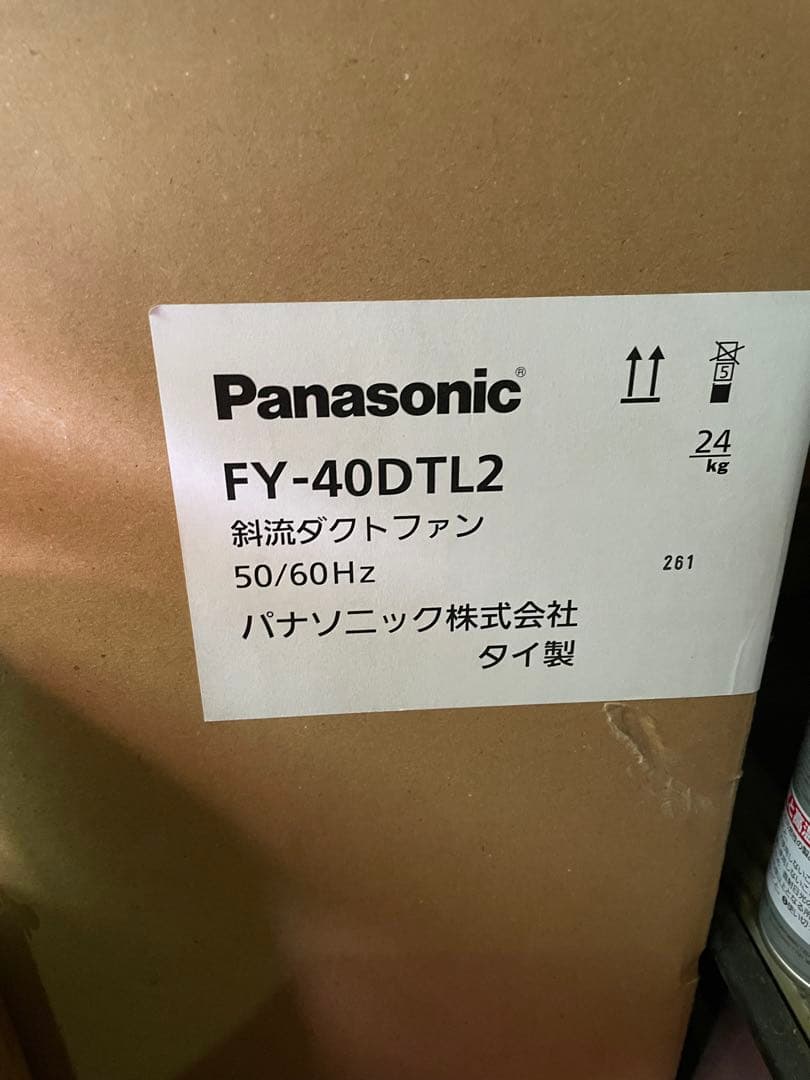 Panasonic®
FY-40DTL2
斜流ダクトファン
50/60Hz
パナソニック株式会社
タイ製
5
24
kg
261